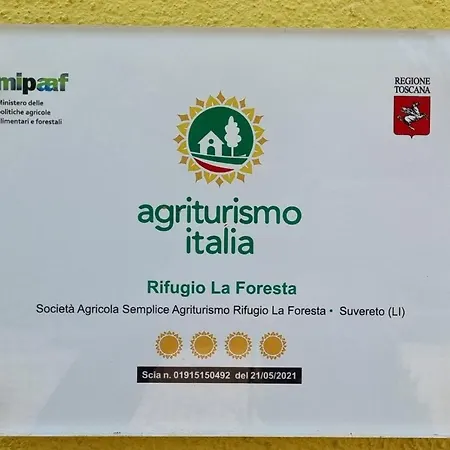 mipaaf
Ministero delle
politiche agricole
alimentari e forestali
REGIONE
TOSCANA
agriturismo
italia
Rifugio La Foresta
Società Agricola Semplice Agriturismo Rifugio La Foresta • Suvereto (LI)
Scia n. 01915150492 del 21/05/2021